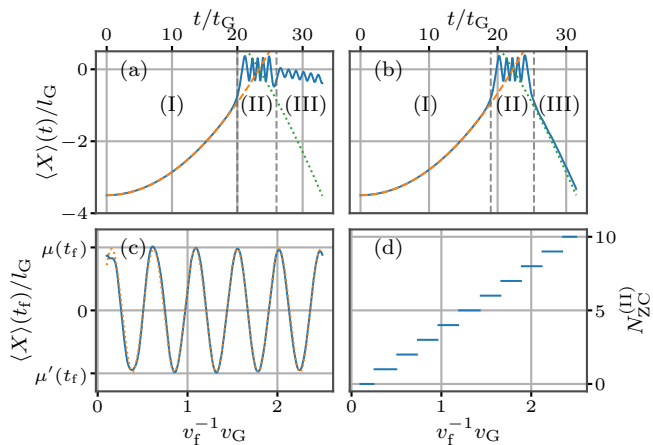 t/t_G t/t_G
0 10 20 30 0 10 20 30
⟨X⟩(t)/l_G
0
−2
−4
(a) (I) (II) (III)
(b) (I) (II) (III)
⟨X⟩(t_f)/l_G
μ(t_f)
0
μ′(t_f)
(c)
(d)
10
5
0
N_ZC^(II)
0 1 2 0 1 2
v_f^−1 v_G v_f^−1 v_G